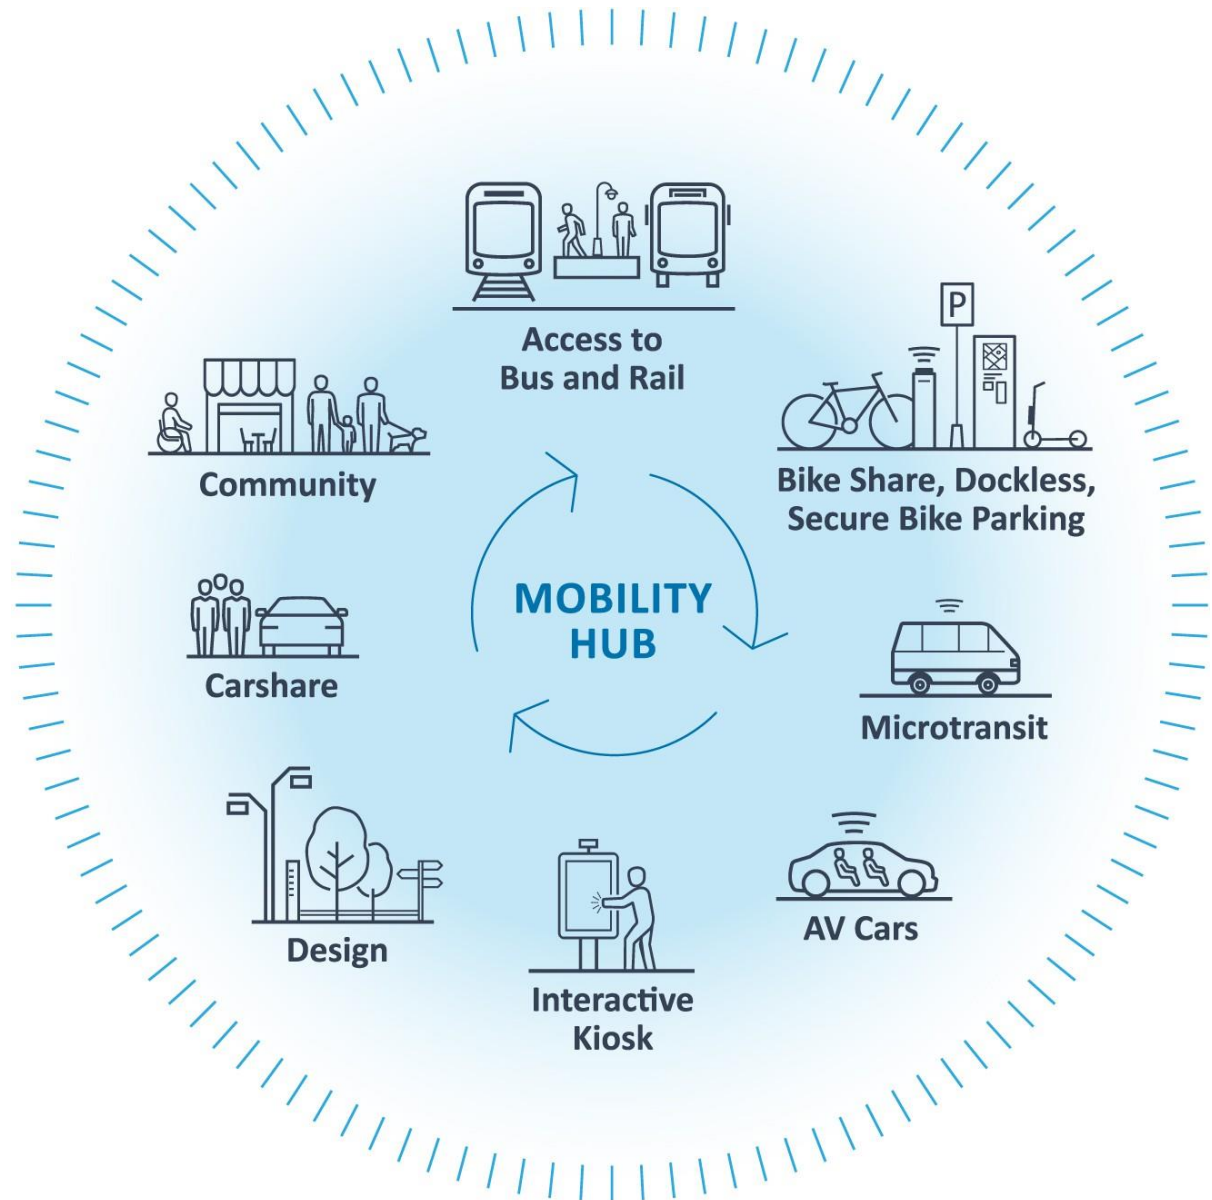 Access to
Bus and Rail
P
Bike Share, Dockless,
Secure Bike Parking
Microtransit
AV Cars
Interactive
Kiosk
Design
Carshare
Community
MOBILITY
HUB